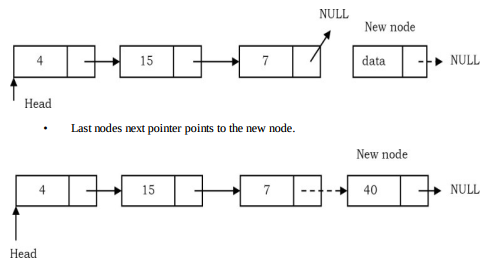 NULL
New node
4 15 7 data NULL
Head
• Last nodes next pointer points to the new node.
New node
4 15 7 40 NULL
Head